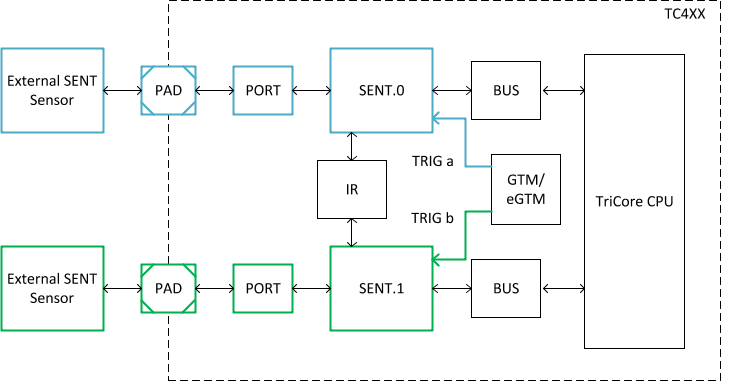 TC4XX
External SENT
Sensor
PAD
PORT
SENT.0
BUS
TRIG a
GTM/
eGTM
IR
TriCore CPU
TRIG b
External SENT
Sensor
PAD
PORT
SENT.1
BUS